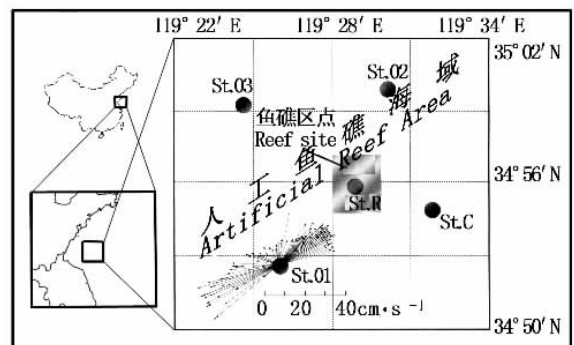 119° 22′ E 119° 28′ E 119° 34′ E
35° 02′ N
St.03
St.02
鱼礁区点
Reef site
人工鱼礁海域
Artificial Reef Area
34° 56′ N
St.R
St.C
St.01
0 20 40cm·s⁻¹
34° 50′ N